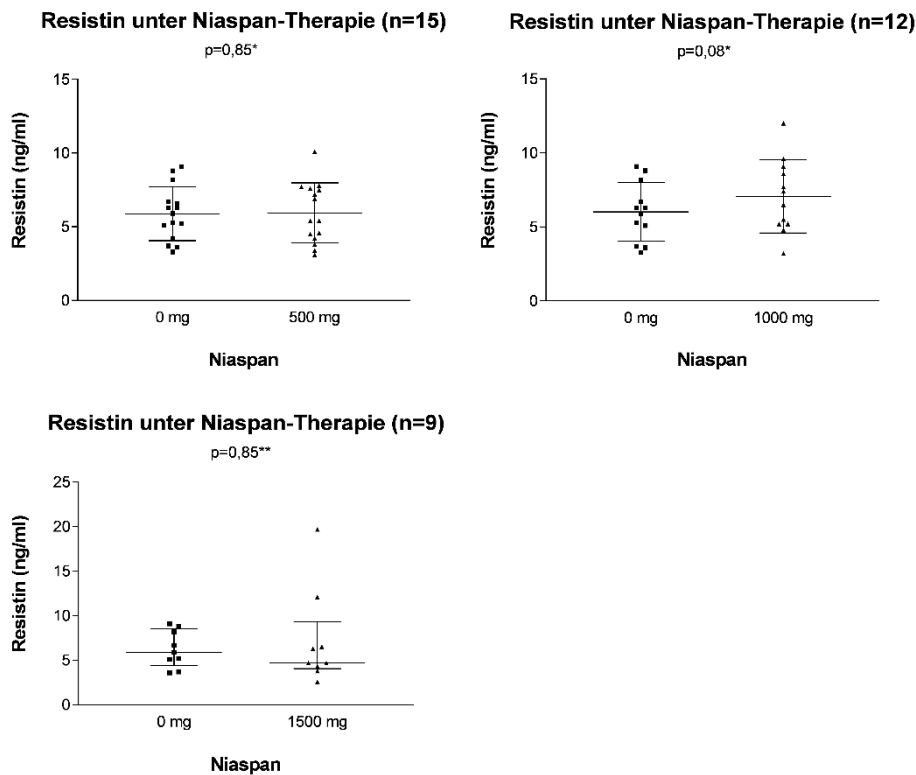 Resistin unter Niaspan-Therapie (n=15)
p=0,85*
Resistin (ng/ml)
15
10
5
0
0 mg
500 mg
Niaspan
Resistin unter Niaspan-Therapie (n=12)
p=0,08*
Resistin (ng/ml)
15
10
5
0
0 mg
1000 mg
Niaspan
Resistin unter Niaspan-Therapie (n=9)
p=0,85**
Resistin (ng/ml)
25
20
15
10
5
0
0 mg
1500 mg
Niaspan